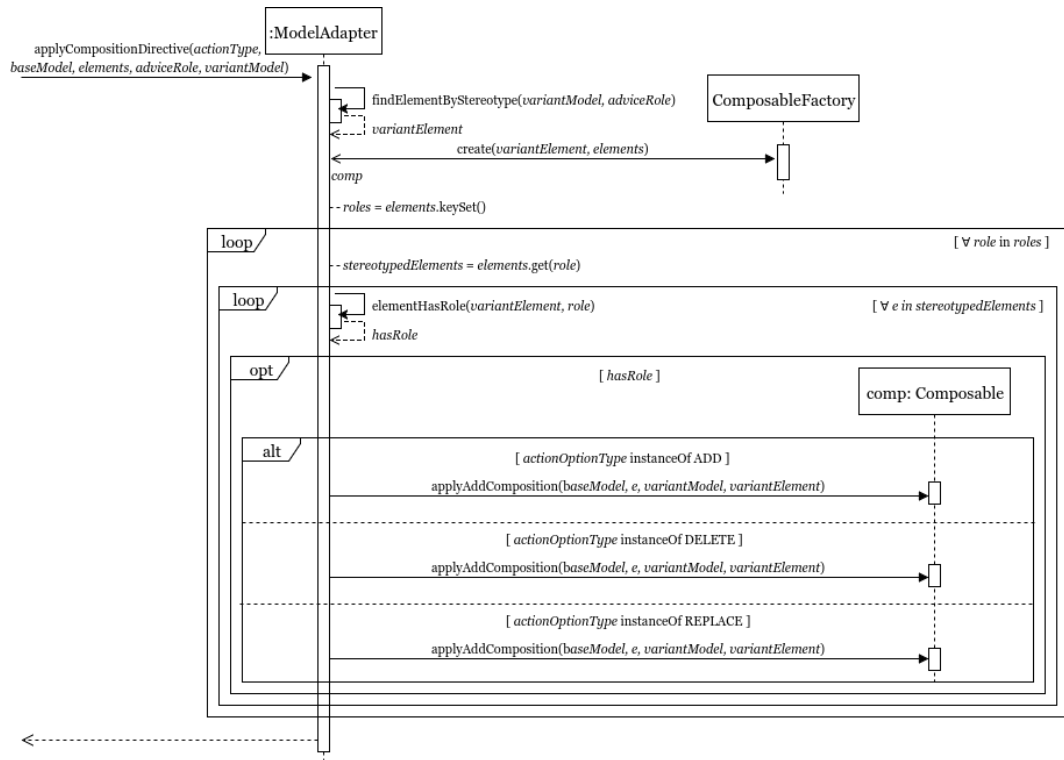 :ModelAdapter
applyCompositionDirective(actionType,
baseModel, elements, adviceRole, variantModel)
findElementByStereotype(variantModel, adviceRole)
ComposableFactory
variantElement
create(variantElement, elements)
comp
roles = elements.keySet()
loop
[ ∀ role in roles ]
stereotypedElements = elements.get(role)
loop
elementHasRole(variantElement, role)
[ ∀ e in stereotypedElements ]
hasRole
opt
[ hasRole ]
comp: Composable
alt
[ actionOptionType instanceOf ADD ]
applyAddComposition(baseModel, e, variantModel, variantElement)
[ actionOptionType instanceOf DELETE ]
applyAddComposition(baseModel, e, variantModel, variantElement)
[ actionOptionType instanceOf REPLACE ]
applyAddComposition(baseModel, e, variantModel, variantElement)